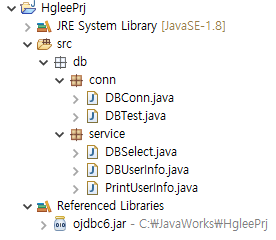 HgleePrj
JRE System Library [JavaSE-1.8]
src
db
conn
DBConn.java
DBTest.java
service
DBSelect.java
DBUserInfo.java
PrintUserInfo.java
Referenced Libraries
ojdbc6.jar - C:₩JavaWorks₩HgleePrj